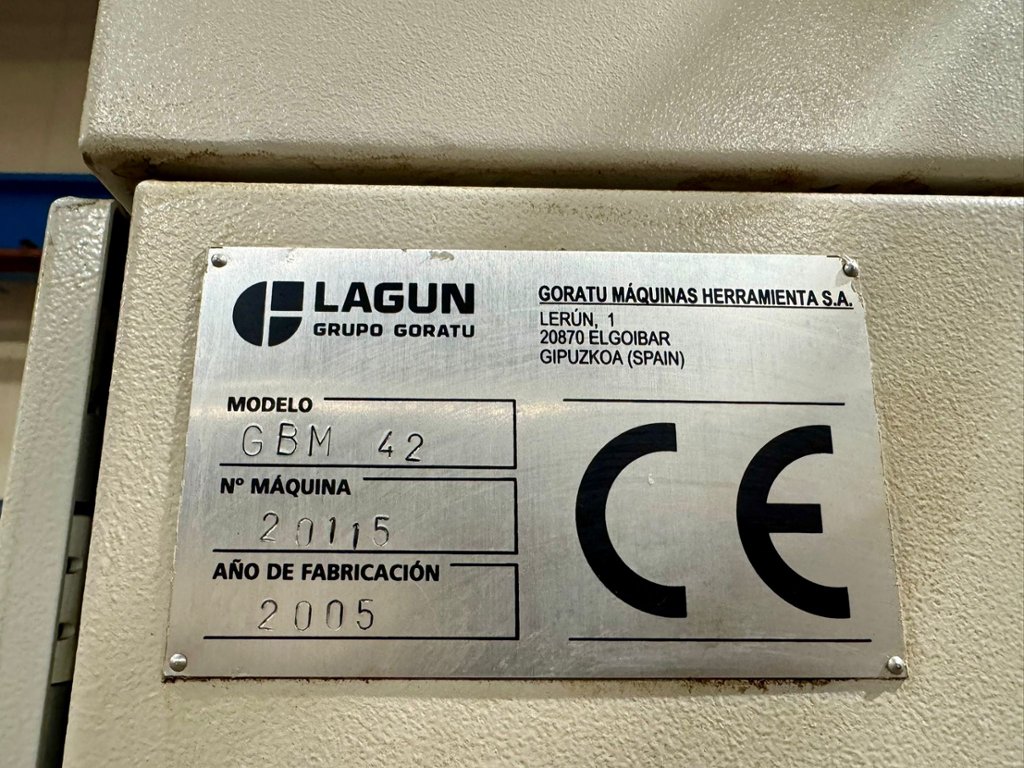 LAGUN
GRUPO GORATU
GORATU MÁQUINAS HERRAMIENTA S.A.
LERÚN, 1
20870 ELGOIBAR
GIPUZKOA (SPAIN)
MODELO
GBM 42
Nº MÁQUINA
20115
AÑO DE FABRICACIÓN
2005
CE